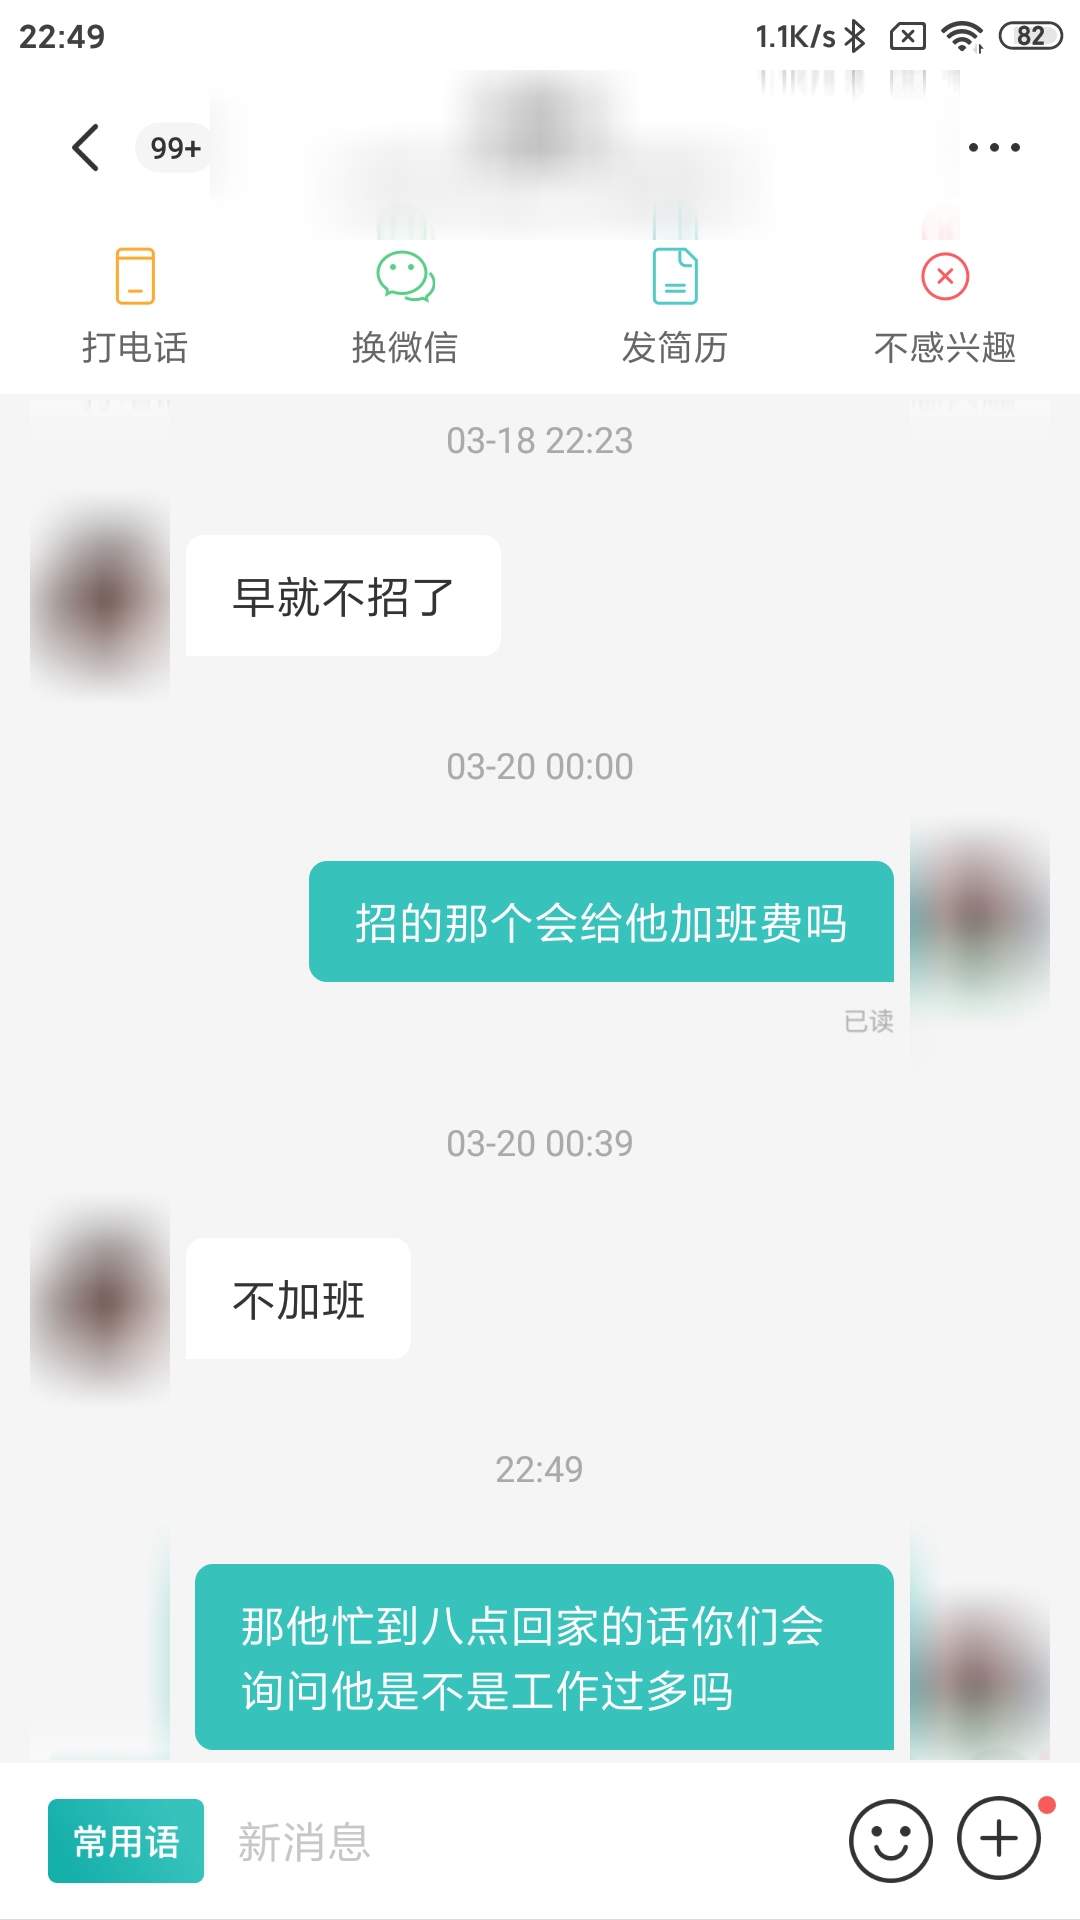 22:49
1.1K/s 82
99+
打电话 换微信 发简历 不感兴趣
03-18 22:23
早就不招了
03-20 00:00
招的那个会给他加班费吗
已读
03-20 00:39
不加班
22:49
那他忙到八点回家的话你们会
询问他是不是工作过多吗
常用语 新消息